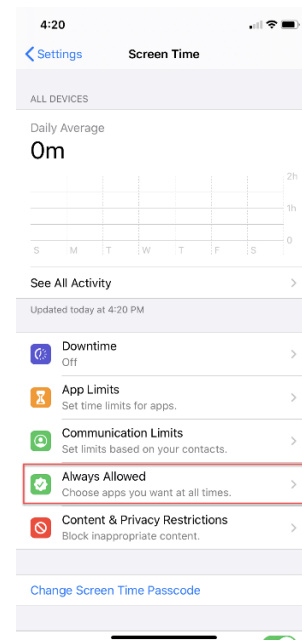 4:20
Settings
Screen Time
ALL DEVICES
Daily Average
0m
2h
1h
0
S M T W T F S
See All Activity
Updated today at 4:20 PM
Downtime
Off
App Limits
Set time limits for apps.
Communication Limits
Set limits based on your contacts.
Always Allowed
Choose apps you want at all times.
Content & Privacy Restrictions
Block inappropriate content.
Change Screen Time Passcode